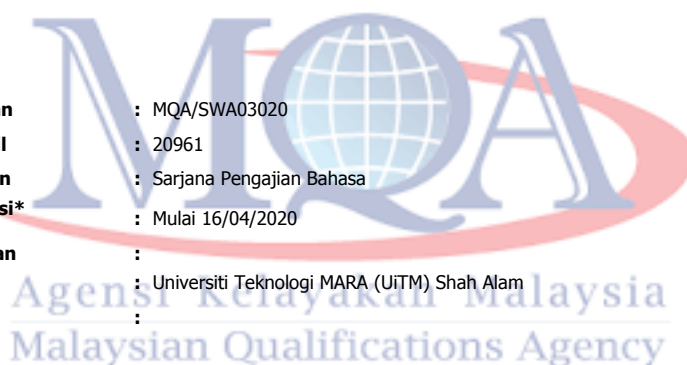 MQA
an : MQA/SWA03020
l : 20961
n : Sarjana Pengajian Bahasa
si* : Mulai 16/04/2020
an :
: Universiti Teknologi MARA (UiTM) Shah Alam
:
Agensi Kelayakan Malaysia
Malaysian Qualifications Agency